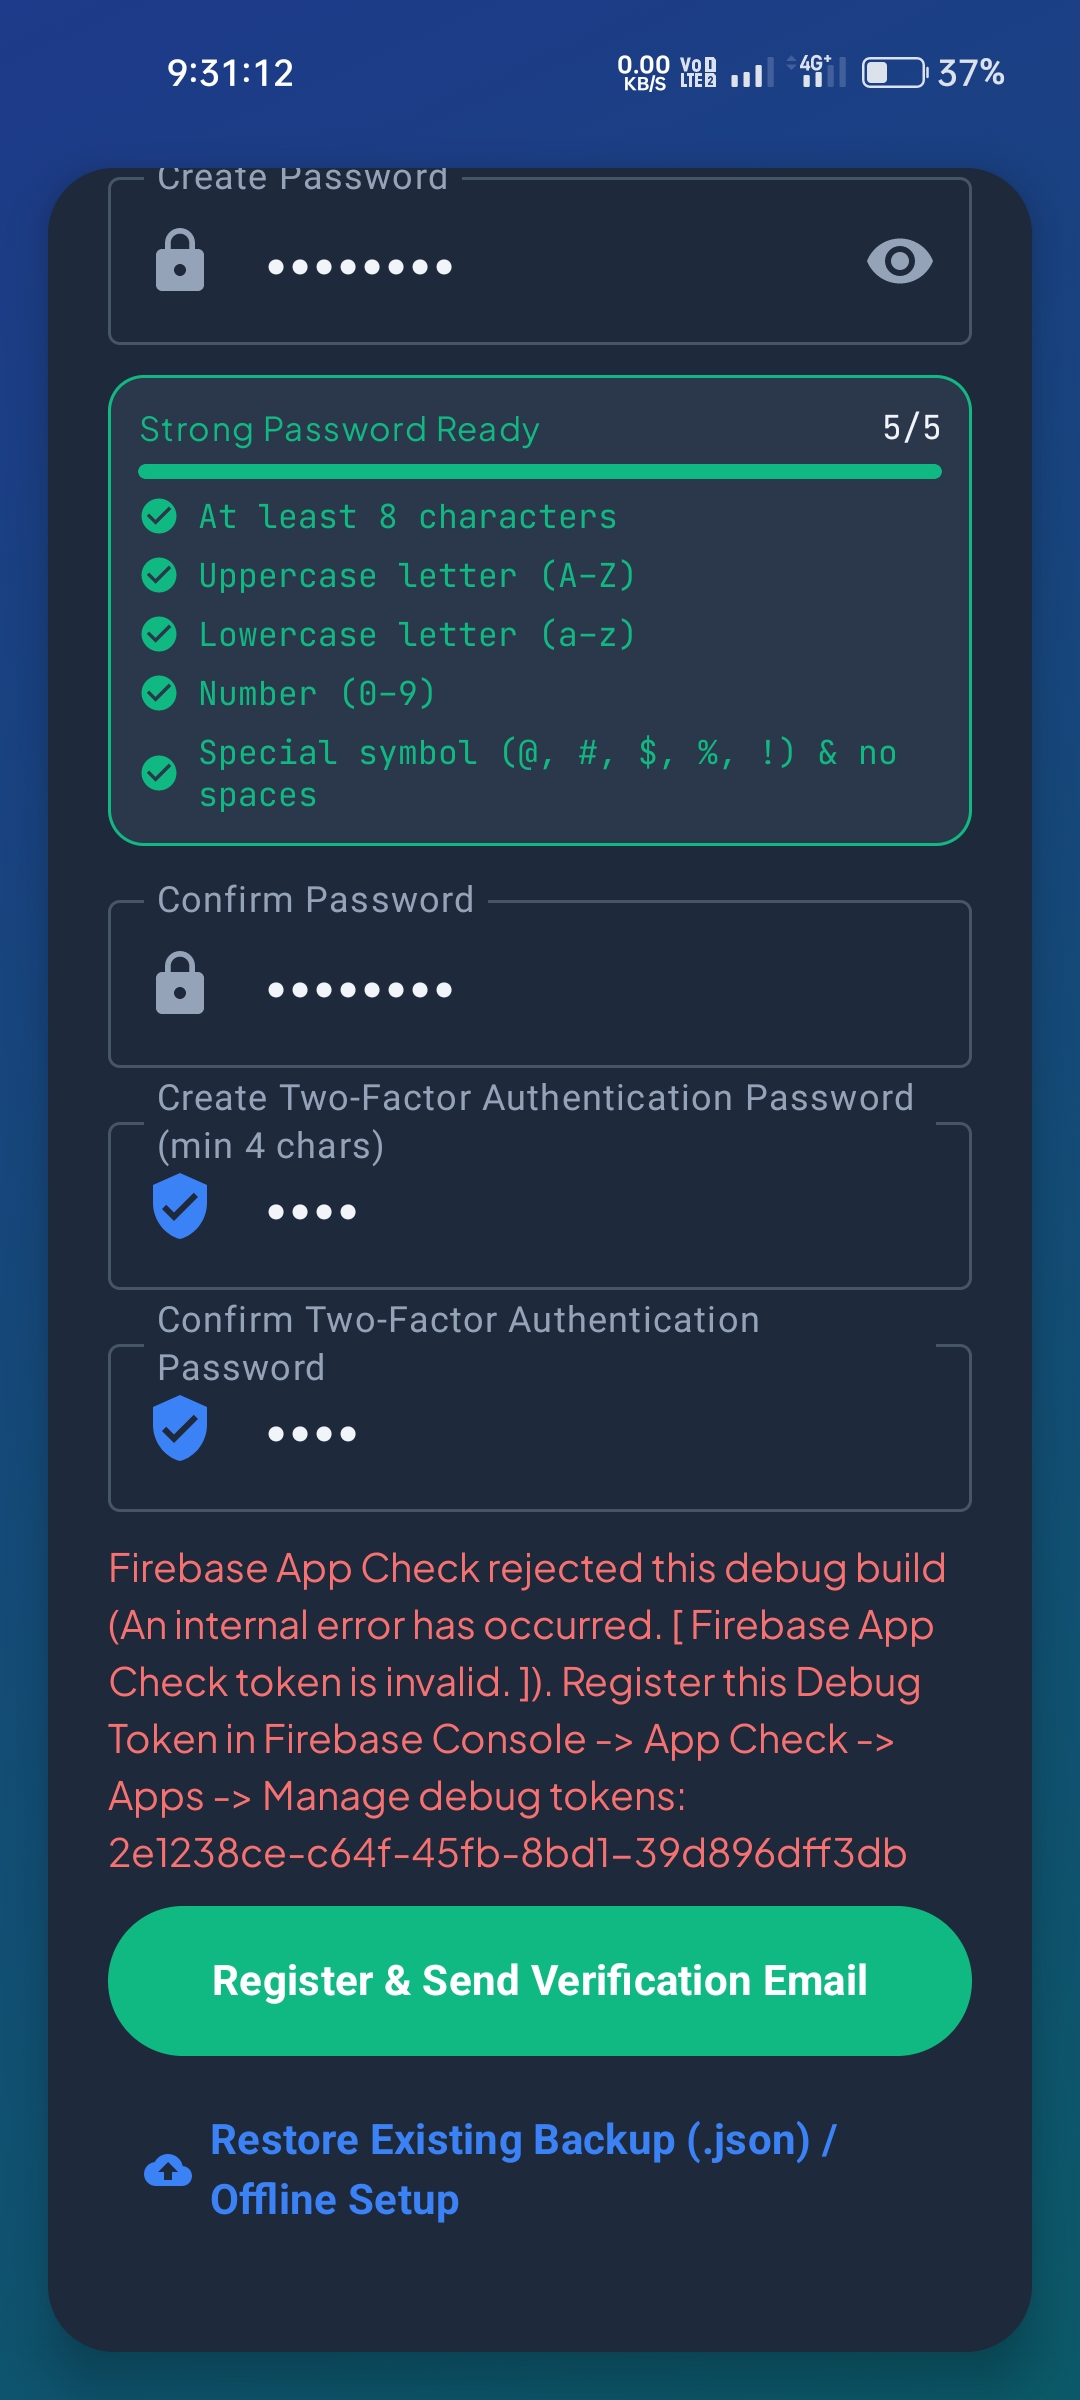 9:31:12
0.00 KB/S
Vo 1 LTE 2
4G+
37%
Create Password
••••••••
Strong Password Ready 5/5
At least 8 characters
Uppercase letter (A-Z)
Lowercase letter (a-z)
Number (0-9)
Special symbol (@, #, $, %, !) & no
spaces
Confirm Password
••••••••
Create Two-Factor Authentication Password
(min 4 chars)
••••
Confirm Two-Factor Authentication
Password
••••
Firebase App Check rejected this debug build
(An internal error has occurred. [ Firebase App
Check token is invalid. ]). Register this Debug
Token in Firebase Console -> App Check ->
Apps -> Manage debug tokens:
2e1238ce-c64f-45fb-8bd1-39d896dff3db
Register & Send Verification Email
Restore Existing Backup (.json) /
Offline Setup